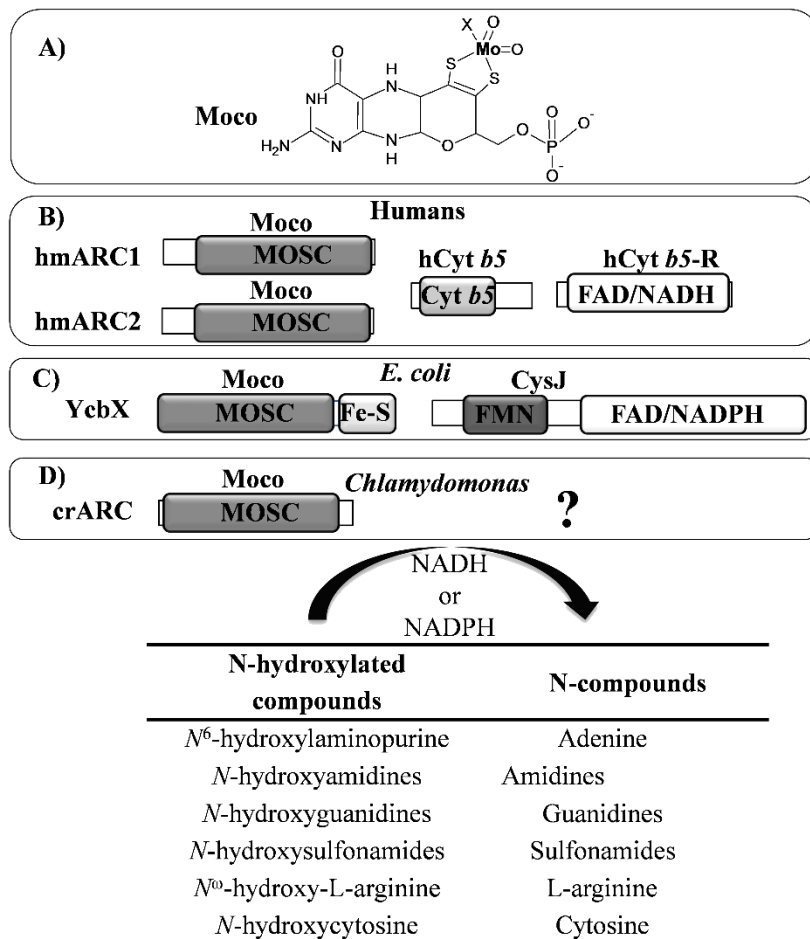 A)
Moco
O
NH
H2N
N
H
N
N
H
X
O
Mo
O
S
S
O
O
O
P
O-
O-
B)
Humans
Moco
hmARC1
MOSC
hCyt b5
hCyt b5-R
Cyt b5
FAD/NADH
Moco
hmARC2
MOSC
C)
E. coli
Moco
CysJ
YcbX
MOSC
Fe-S
FMN
FAD/NADPH
D)
Moco
Chlamydomonas
crARC
MOSC
?
NADH
or
NADPH
N-hydroxylated
compounds
N-compounds
N⁶-hydroxylaminopurine Adenine
N-hydroxyamidines Amidines
N-hydroxyguanidines Guanidines
N-hydroxysulfonamides Sulfonamides
Nω-hydroxy-L-arginine L-arginine
N-hydroxycytosine Cytosine